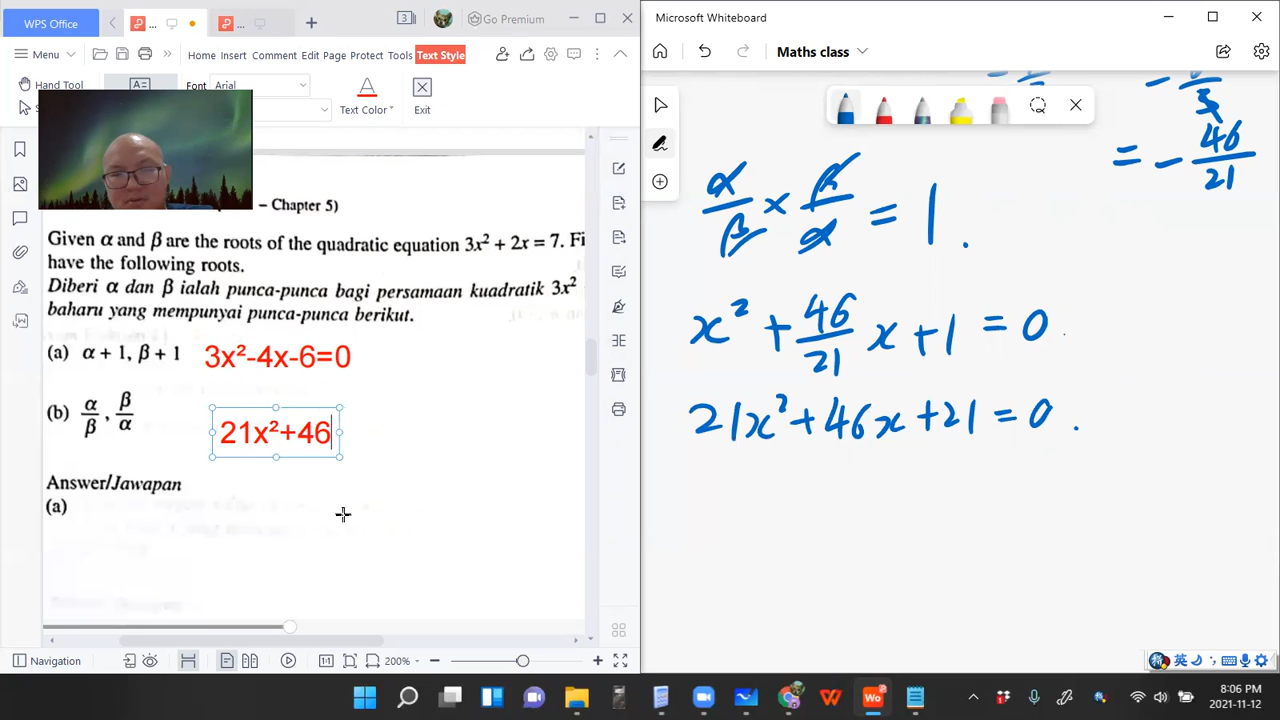 WPS Office
...
...
3
Go Premium
Menu
Home Insert Comment Edit Page Protect Tools Text Style
Hand Tool
Font Arial
Text Color
Exit
– Chapter 5)
Given α and β are the roots of the quadratic equation 3x² + 2x = 7. Fi
have the following roots.
Diberi α dan β ialah punca-punca bagi persamaan kuadratik 3x²
baharu yang mempunyai punca-punca berikut.
(a) α + 1, β + 1 3x²-4x-6=0
(b) α/β, β/α 21x²+46
Answer/Jawapan
(a)
Navigation
200%
Microsoft Whiteboard
Maths class
= - 46/21
α/β × β/α = 1.
x² + 46/21 x + 1 = 0
21x² + 46x + 21 = 0.
英
8:06 PM
2021-11-12